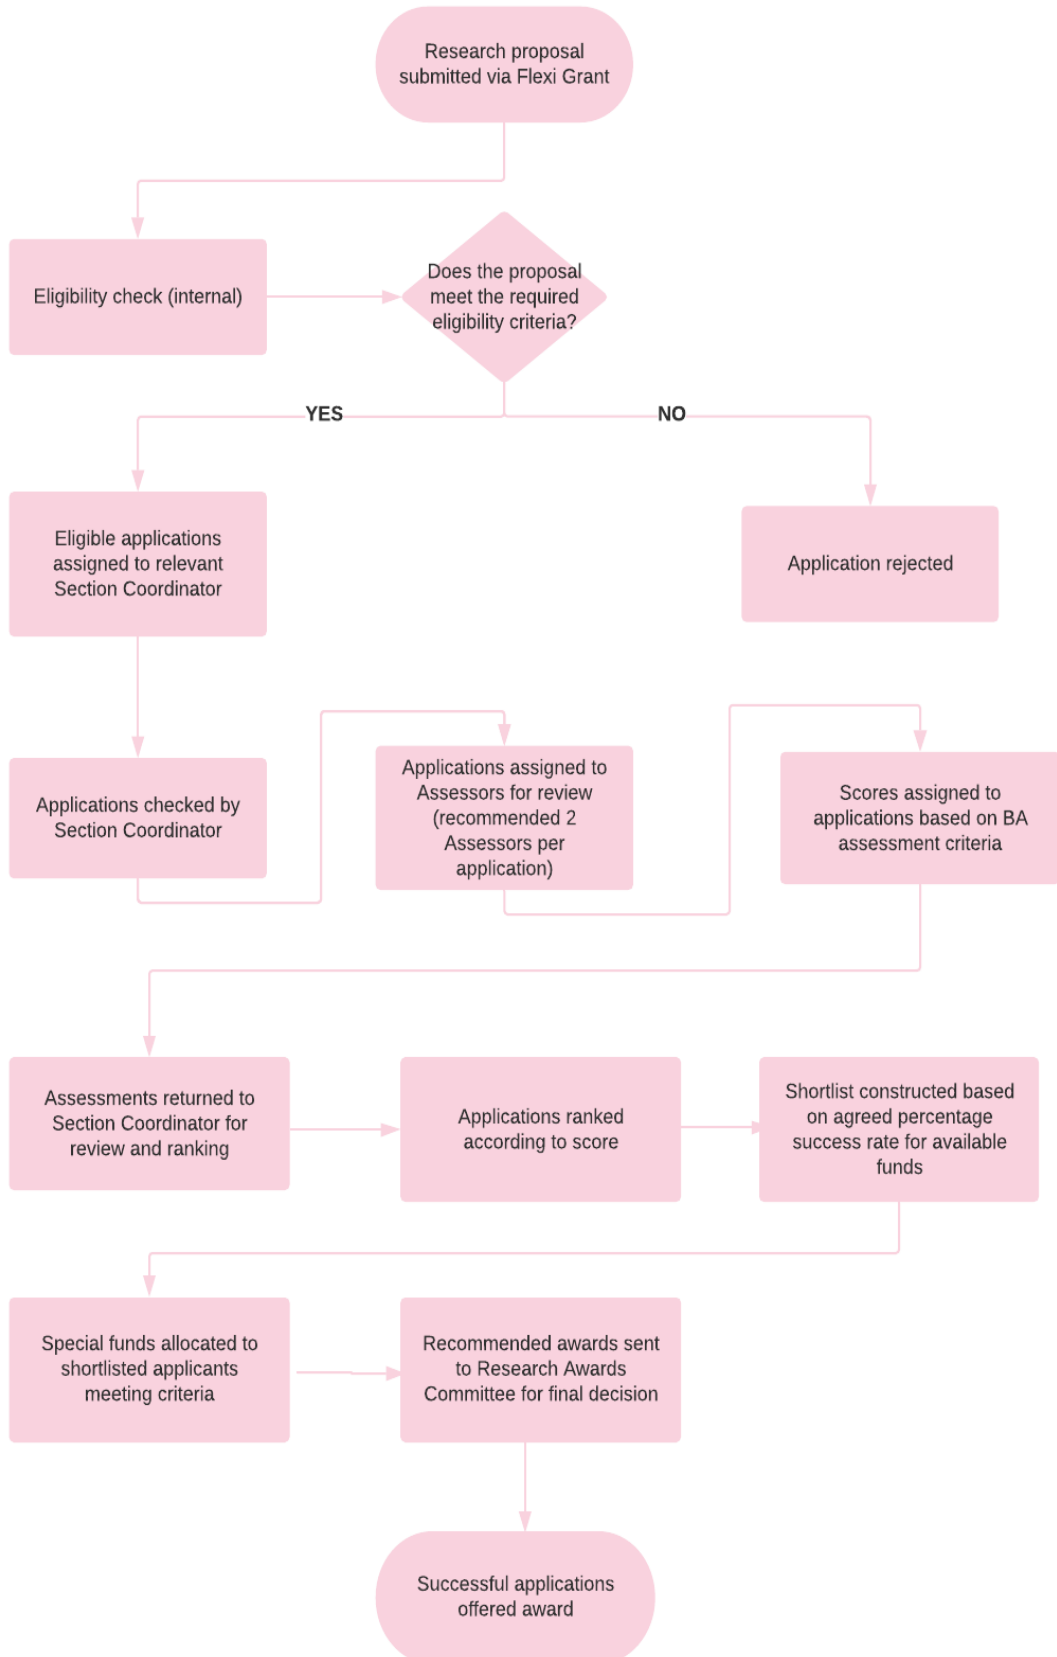 Research proposal
submitted via Flexi Grant
Eligibility check (internal)
Does the proposal
meet the required
eligibility criteria?
YES
NO
Eligible applications
assigned to relevant
Section Coordinator
Application rejected
Applications checked by
Section Coordinator
Applications assigned to
Assessors for review
(recommended 2
Assessors per
application)
Scores assigned to
applications based on BA
assessment criteria
Assessments returned to
Section Coordinator for
review and ranking
Applications ranked
according to score
Shortlist constructed based
on agreed percentage
success rate for available
funds
Special funds allocated to
shortlisted applicants
meeting criteria
Recommended awards sent
to Research Awards
Committee for final decision
Successful applications
offered award